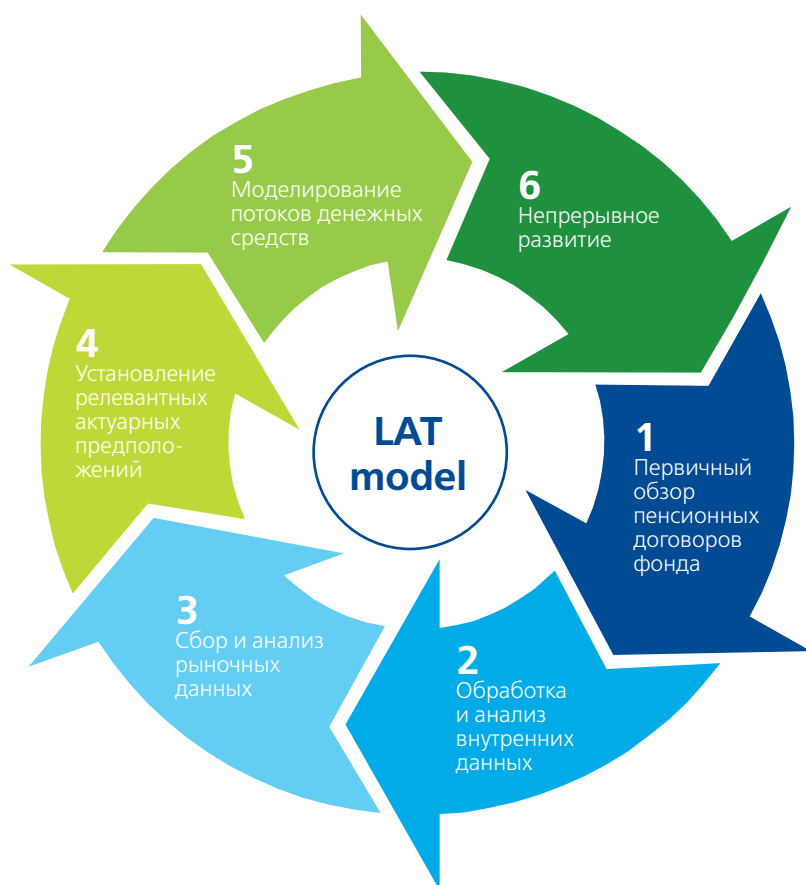 LAT
model
1
Первичный
обзор
пенсионных
договоров
фонда
2
Обработка
и анализ
внутренних
данных
3
Сбор и анализ
рыночных
данных
4
Установление
релевантных
актуарных
предполо-
жений
5
Моделирование
потоков денежных
средств
6
Непрерывное
развитие